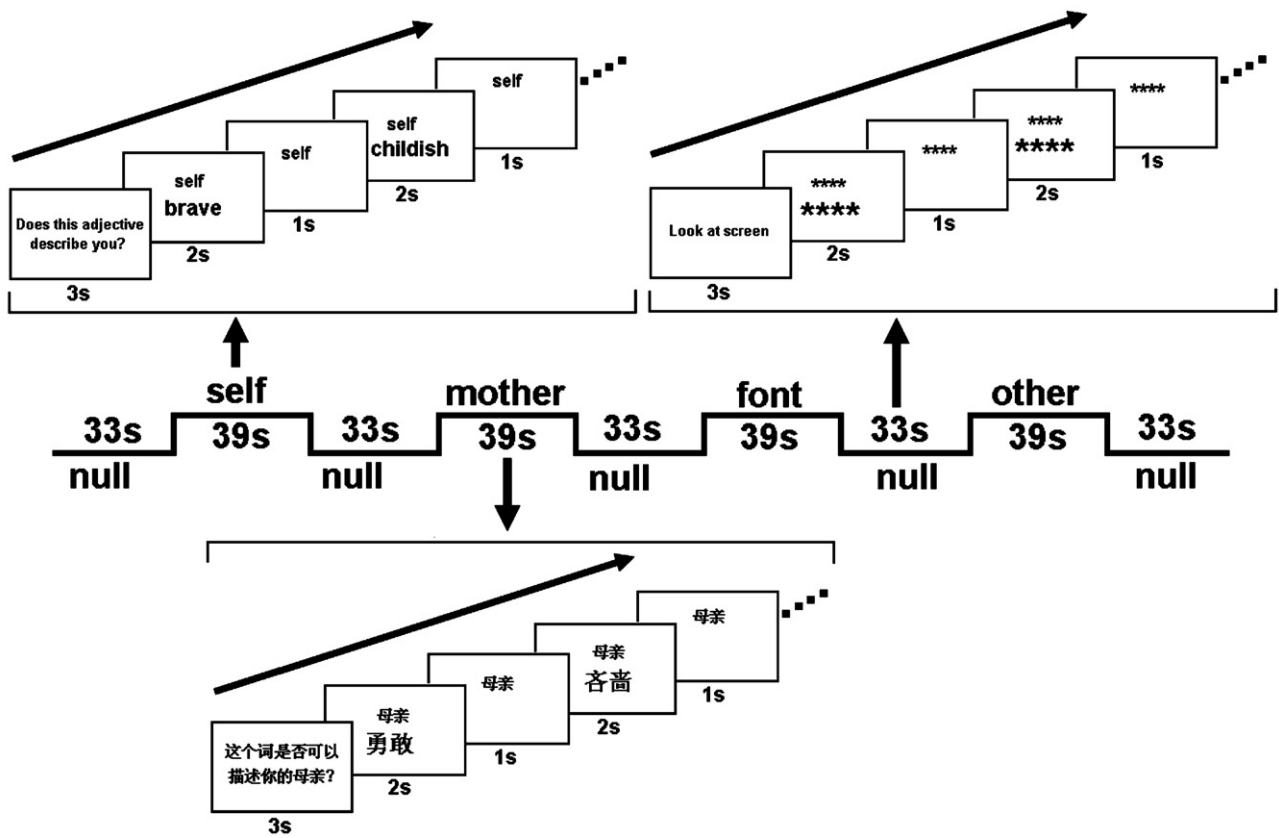 Does this adjective
describe you?
3s
self
brave
2s
self
1s
self
childish
2s
self
1s
Look at screen
3s
****
****
2s
****
1s
****
****
2s
****
1s
self
mother
font
other
33s
39s
33s
39s
33s
39s
33s
39s
33s
null
null
null
null
null
这个词是否可以
描述你的母亲?
3s
母亲
勇敢
2s
母亲
1s
母亲
吝啬
2s
母亲
1s